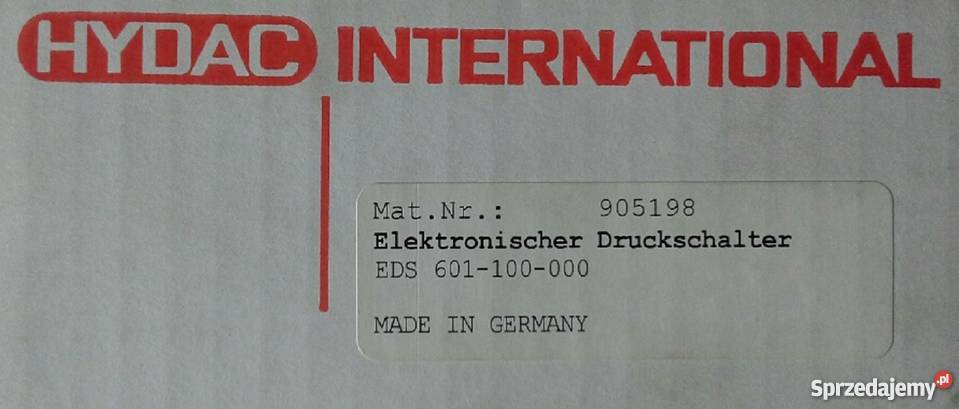 HYDAC INTERNATIONAL
Mat.Nr.: 905198
Elektronischer Druckschalter
EDS 601-100-000
MADE IN GERMANY
Sprzedajemy.pl